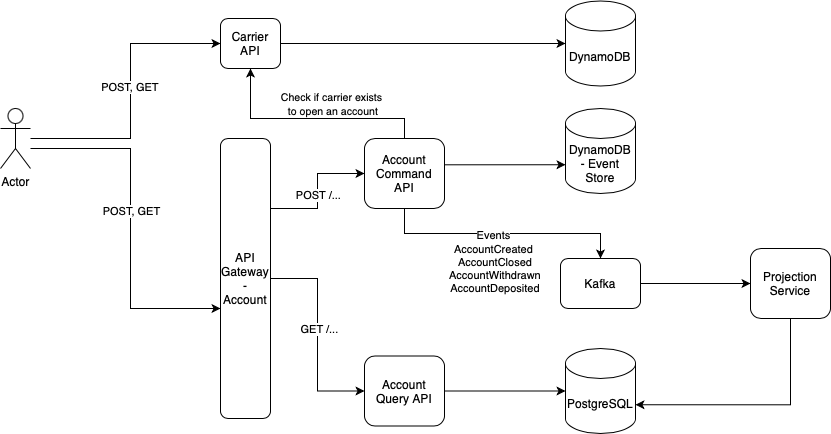 Carrier
API
DynamoDB
POST, GET
Check if carrier exists
to open an account
Actor
Account
Command
API
DynamoDB
- Event
Store
POST /...
POST, GET
Events
AccountCreated
AccountClosed
AccountWithdrawn
AccountDeposited
API
Gateway
-
Account
Kafka
Projection
Service
GET /...
Account
Query API
PostgreSQL